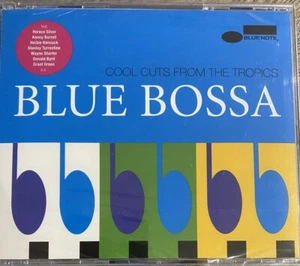 Horace Silver
Kenny Burrell
Herbie Hancock
Stanley Turrentine
Wayne Shorter
Donald Byrd
Grant Green
BLUE NOTE
COOL CUTS FROM THE TROPICS
BLUE BOSSA